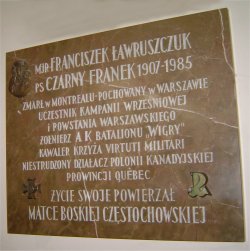 MJR FRANCISZEK ŁAWRUSZCZUK
PS CZARNY FRANEK 1907-1985
ZMARŁ W MONTREALU-POCHOWANY W WARSZAWIE
UCZESTNIK KAMPANII WRZEŚNIOWEJ
I POWSTANIA WARSZAWSKIEGO
ŻOŁNIERZ A K BATALIONU „WIGRY”
KAWALER KRZYŻA VIRTUTI MILITARI
NIESTRUDZONY DZIAŁACZ POLONII KANADYJSKIEJ
PROWINCJI QUÉBEC
ŻYCIE SWOJE POWIERZAŁ
MATCE BOSKIEJ CZĘSTOCHOWSKIEJ